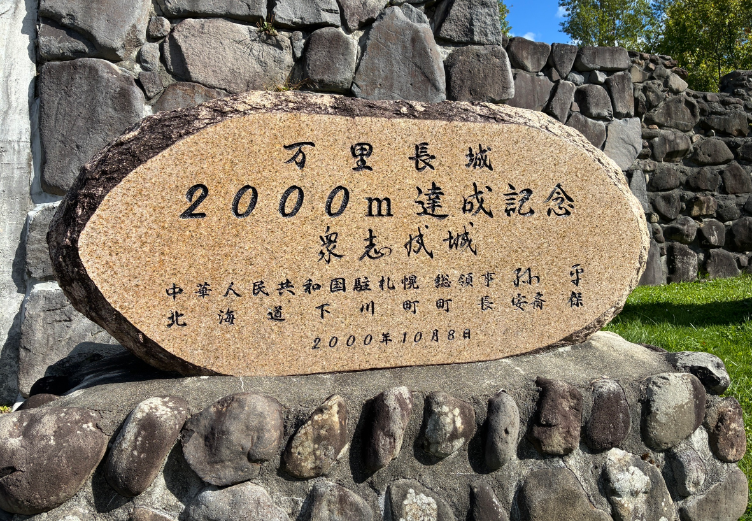 万里長城
2000m達成記念
衆志成城
中華人民共和国駐札幌総領事 孙平
北海道下川町町長 安斎保
2000年10月8日